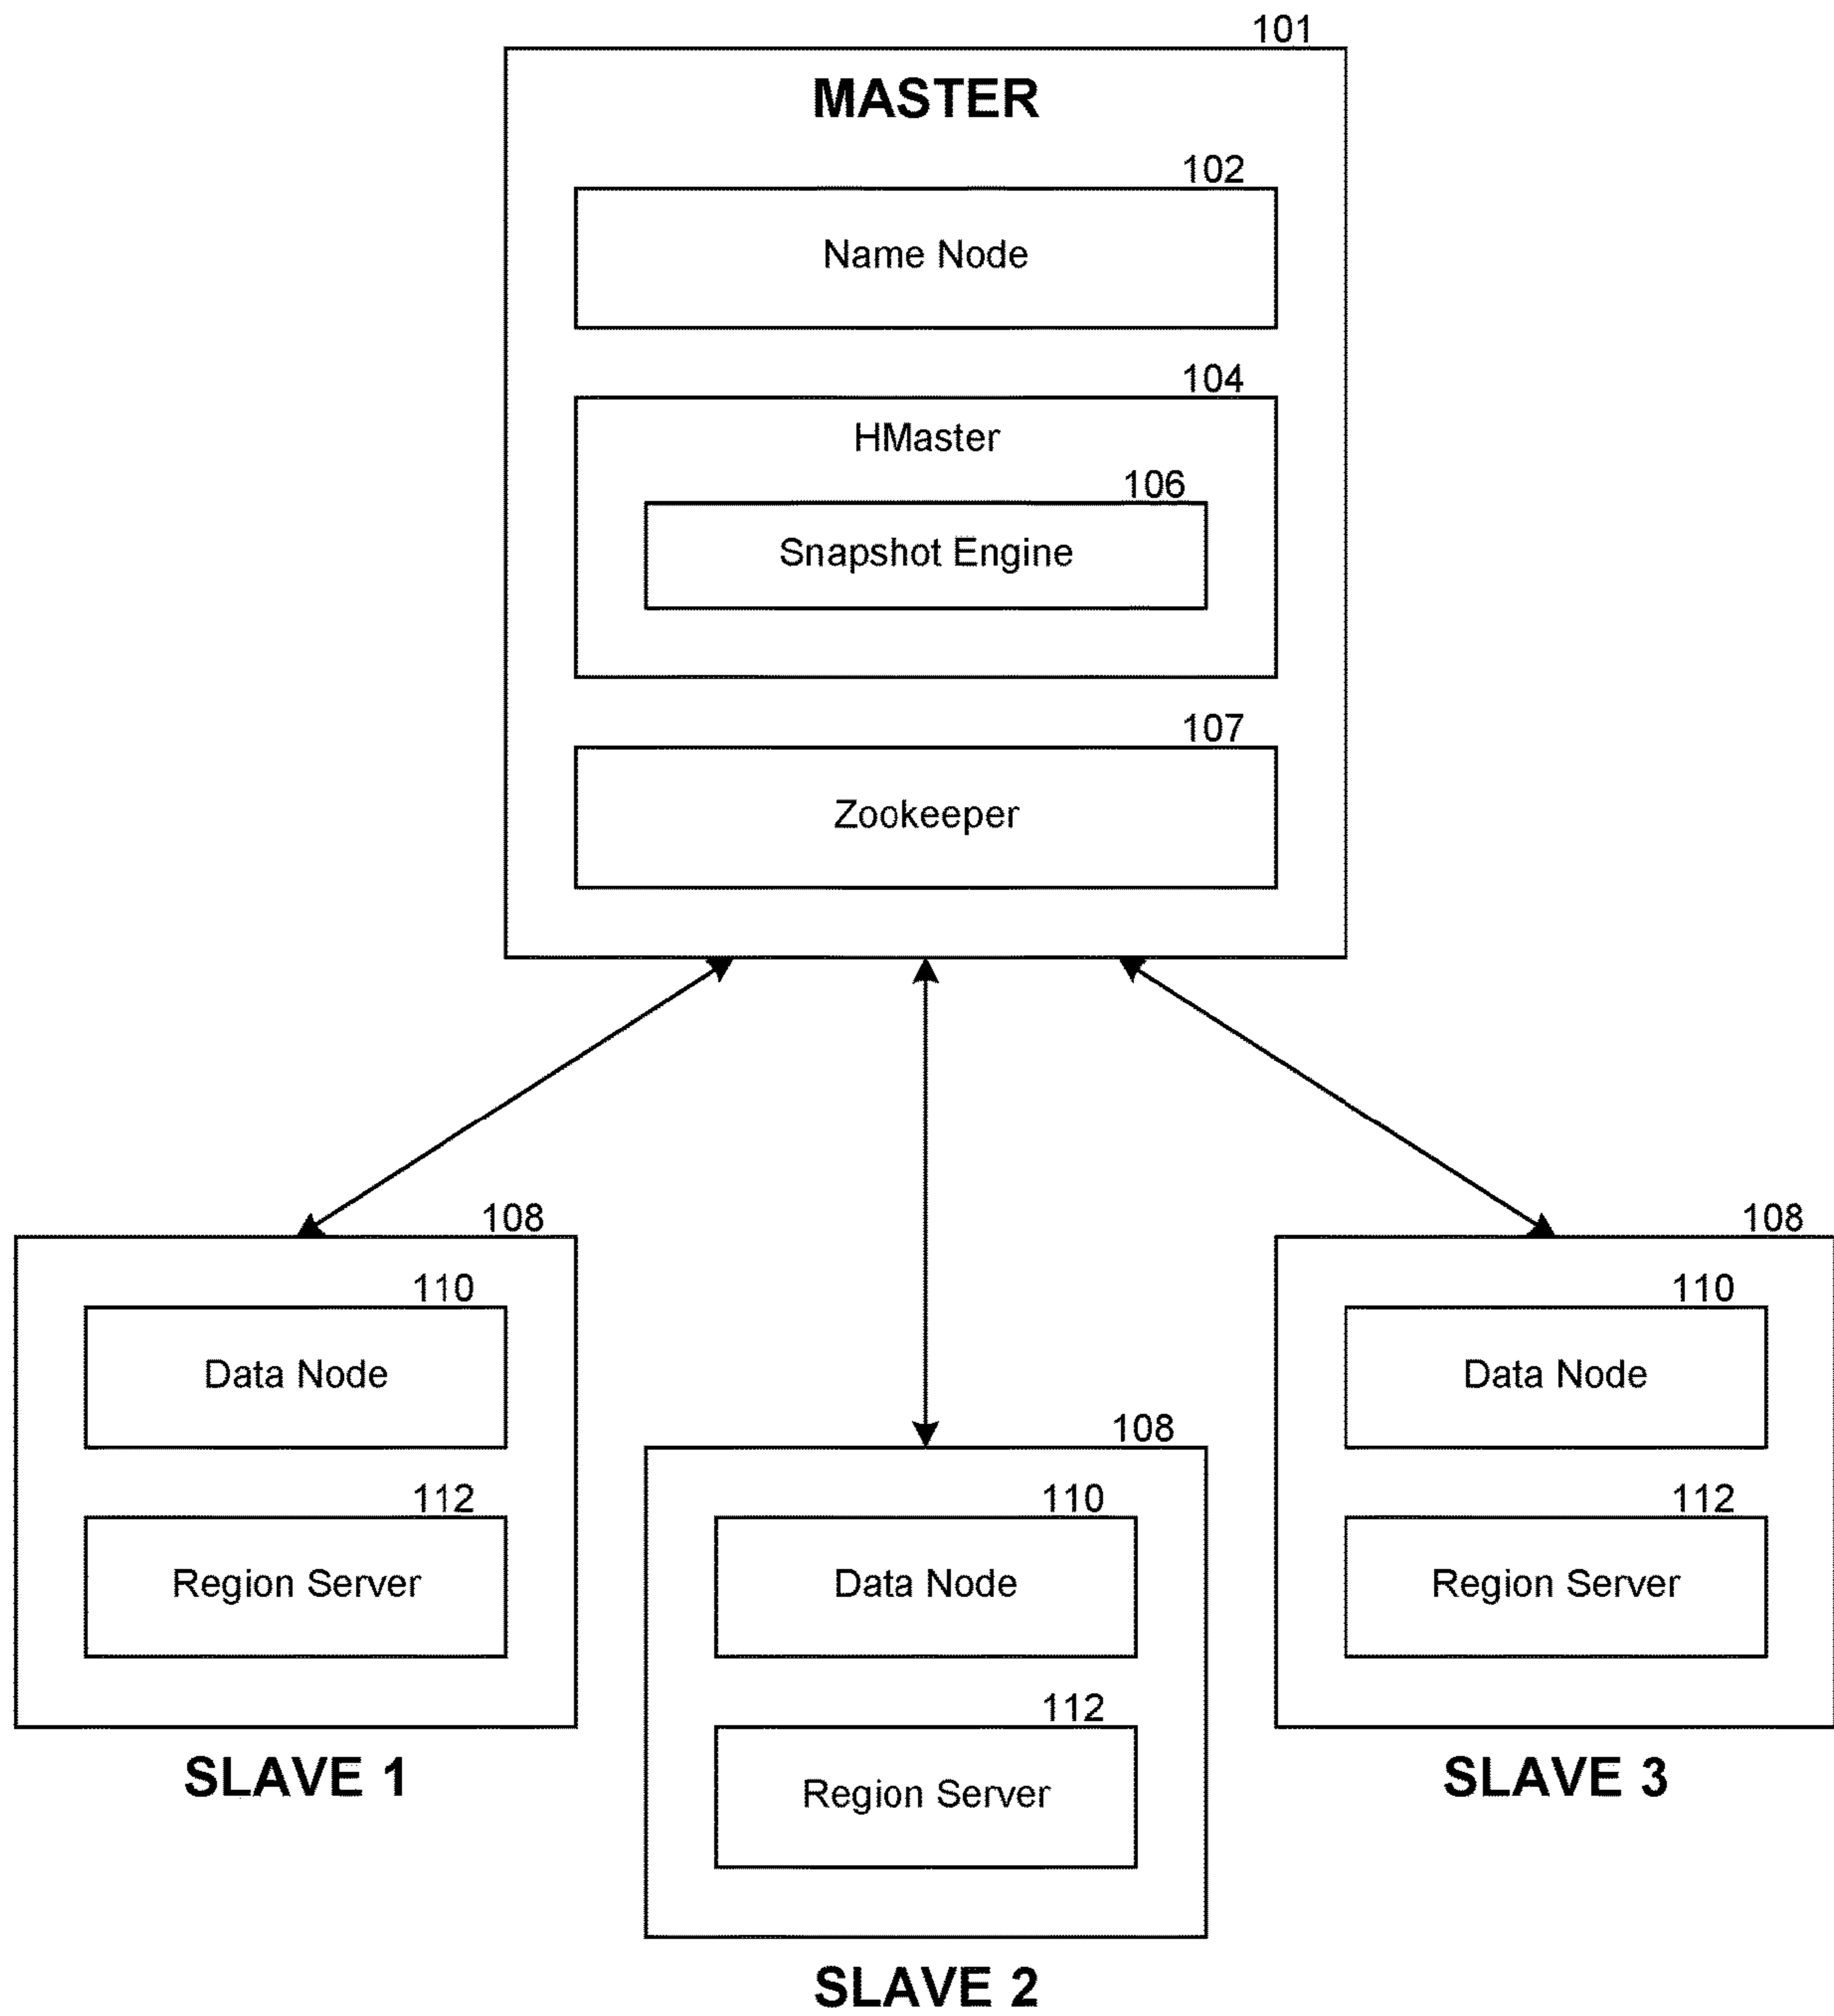 101
MASTER
102
Name Node
104
HMaster
106
Snapshot Engine
107
Zookeeper
108
110
Data Node
112
Region Server
SLAVE 1
108
110
Data Node
112
Region Server
SLAVE 2
108
110
Data Node
112
Region Server
SLAVE 3